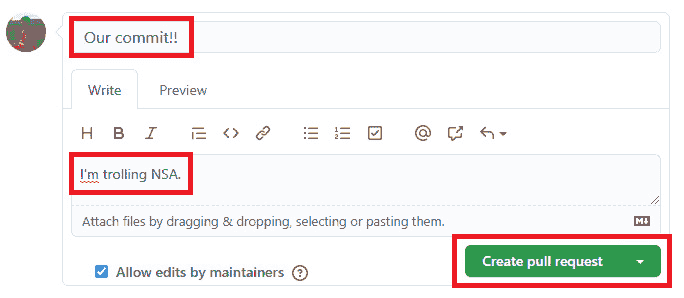 Our commit!!
Write Preview
H B I @
I'm trolling NSA.
Attach files by dragging & dropping, selecting or pasting them.
M↓
Create pull request
Allow edits by maintainers ?